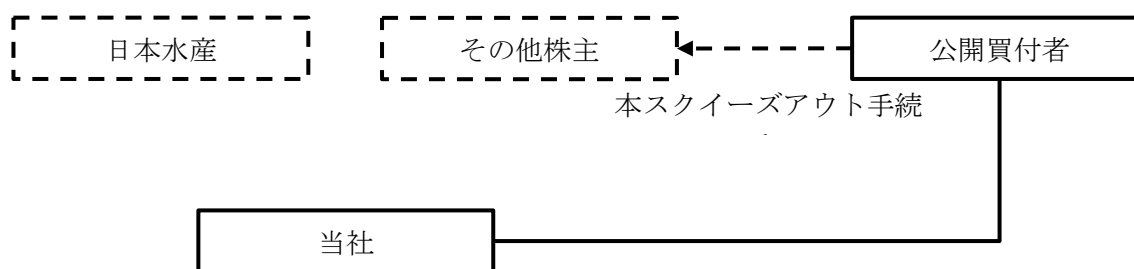 日本水産
その他株主
公開買付者
本スクイーズアウト手続
当社